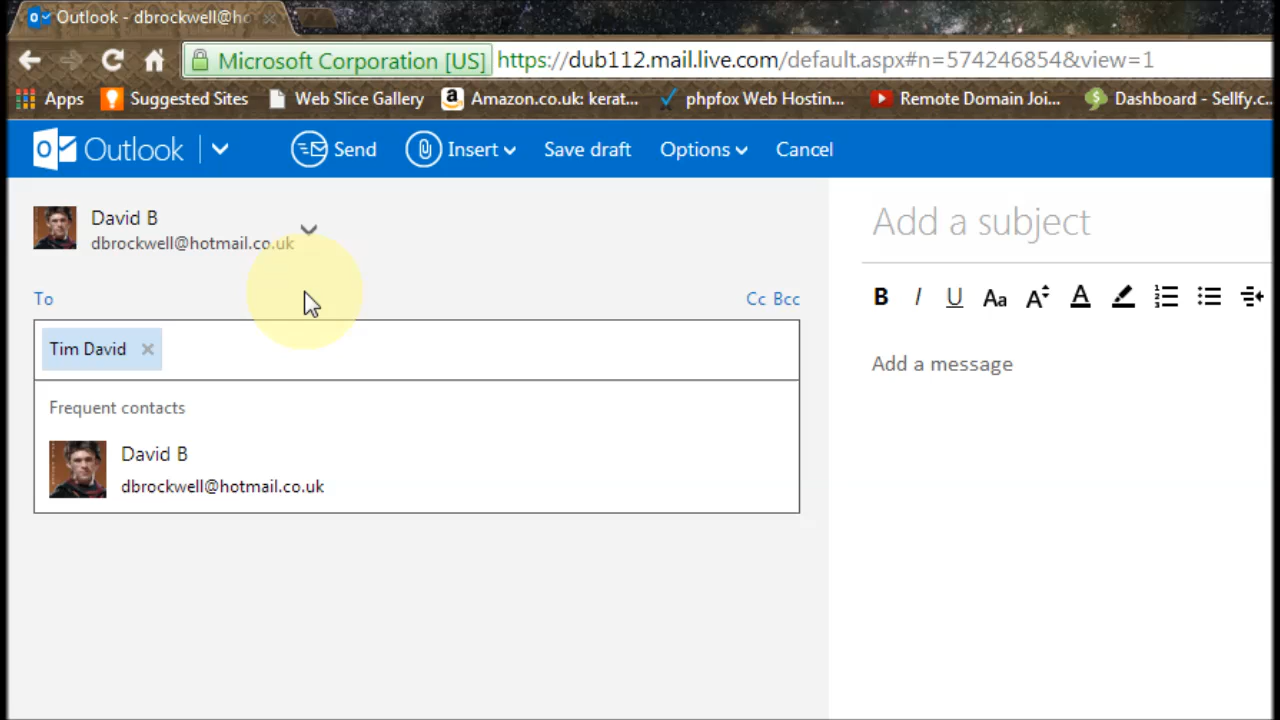 Outlook - dbrockwell@ho
Microsoft Corporation [US] https://dub112.mail.live.com/default.aspx#n=574246854&view=1
Apps Suggested Sites Web Slice Gallery Amazon.co.uk: kerat... phpfox Web Hostin... Remote Domain Joi... Dashboard - Sellfy.c...
Outlook Send Insert Save draft Options Cancel
David B
dbrockwell@hotmail.co.uk
Add a subject
To Cc Bcc
B I U Aa A A
Tim David
Add a message
Frequent contacts
David B
dbrockwell@hotmail.co.uk